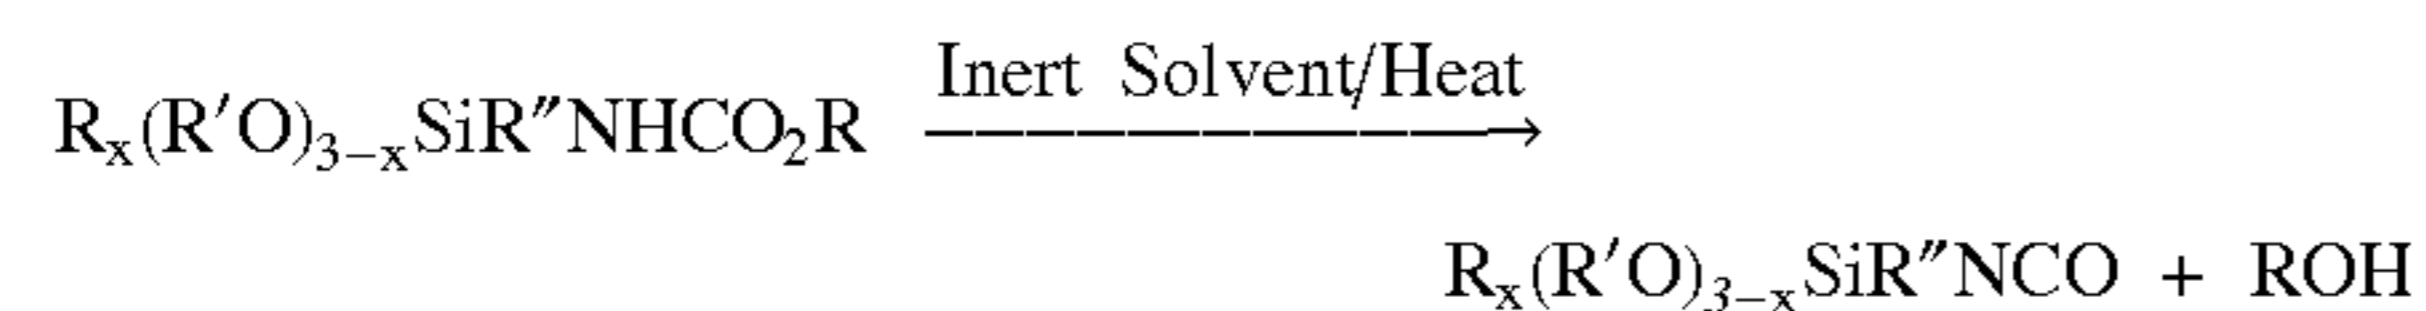 Inert Solvent/Heat
Rₓ(R′O)₃₋ₓSiR″NHCO₂R ———————————→
Rₓ(R′O)₃₋ₓSiR″NCO + ROH